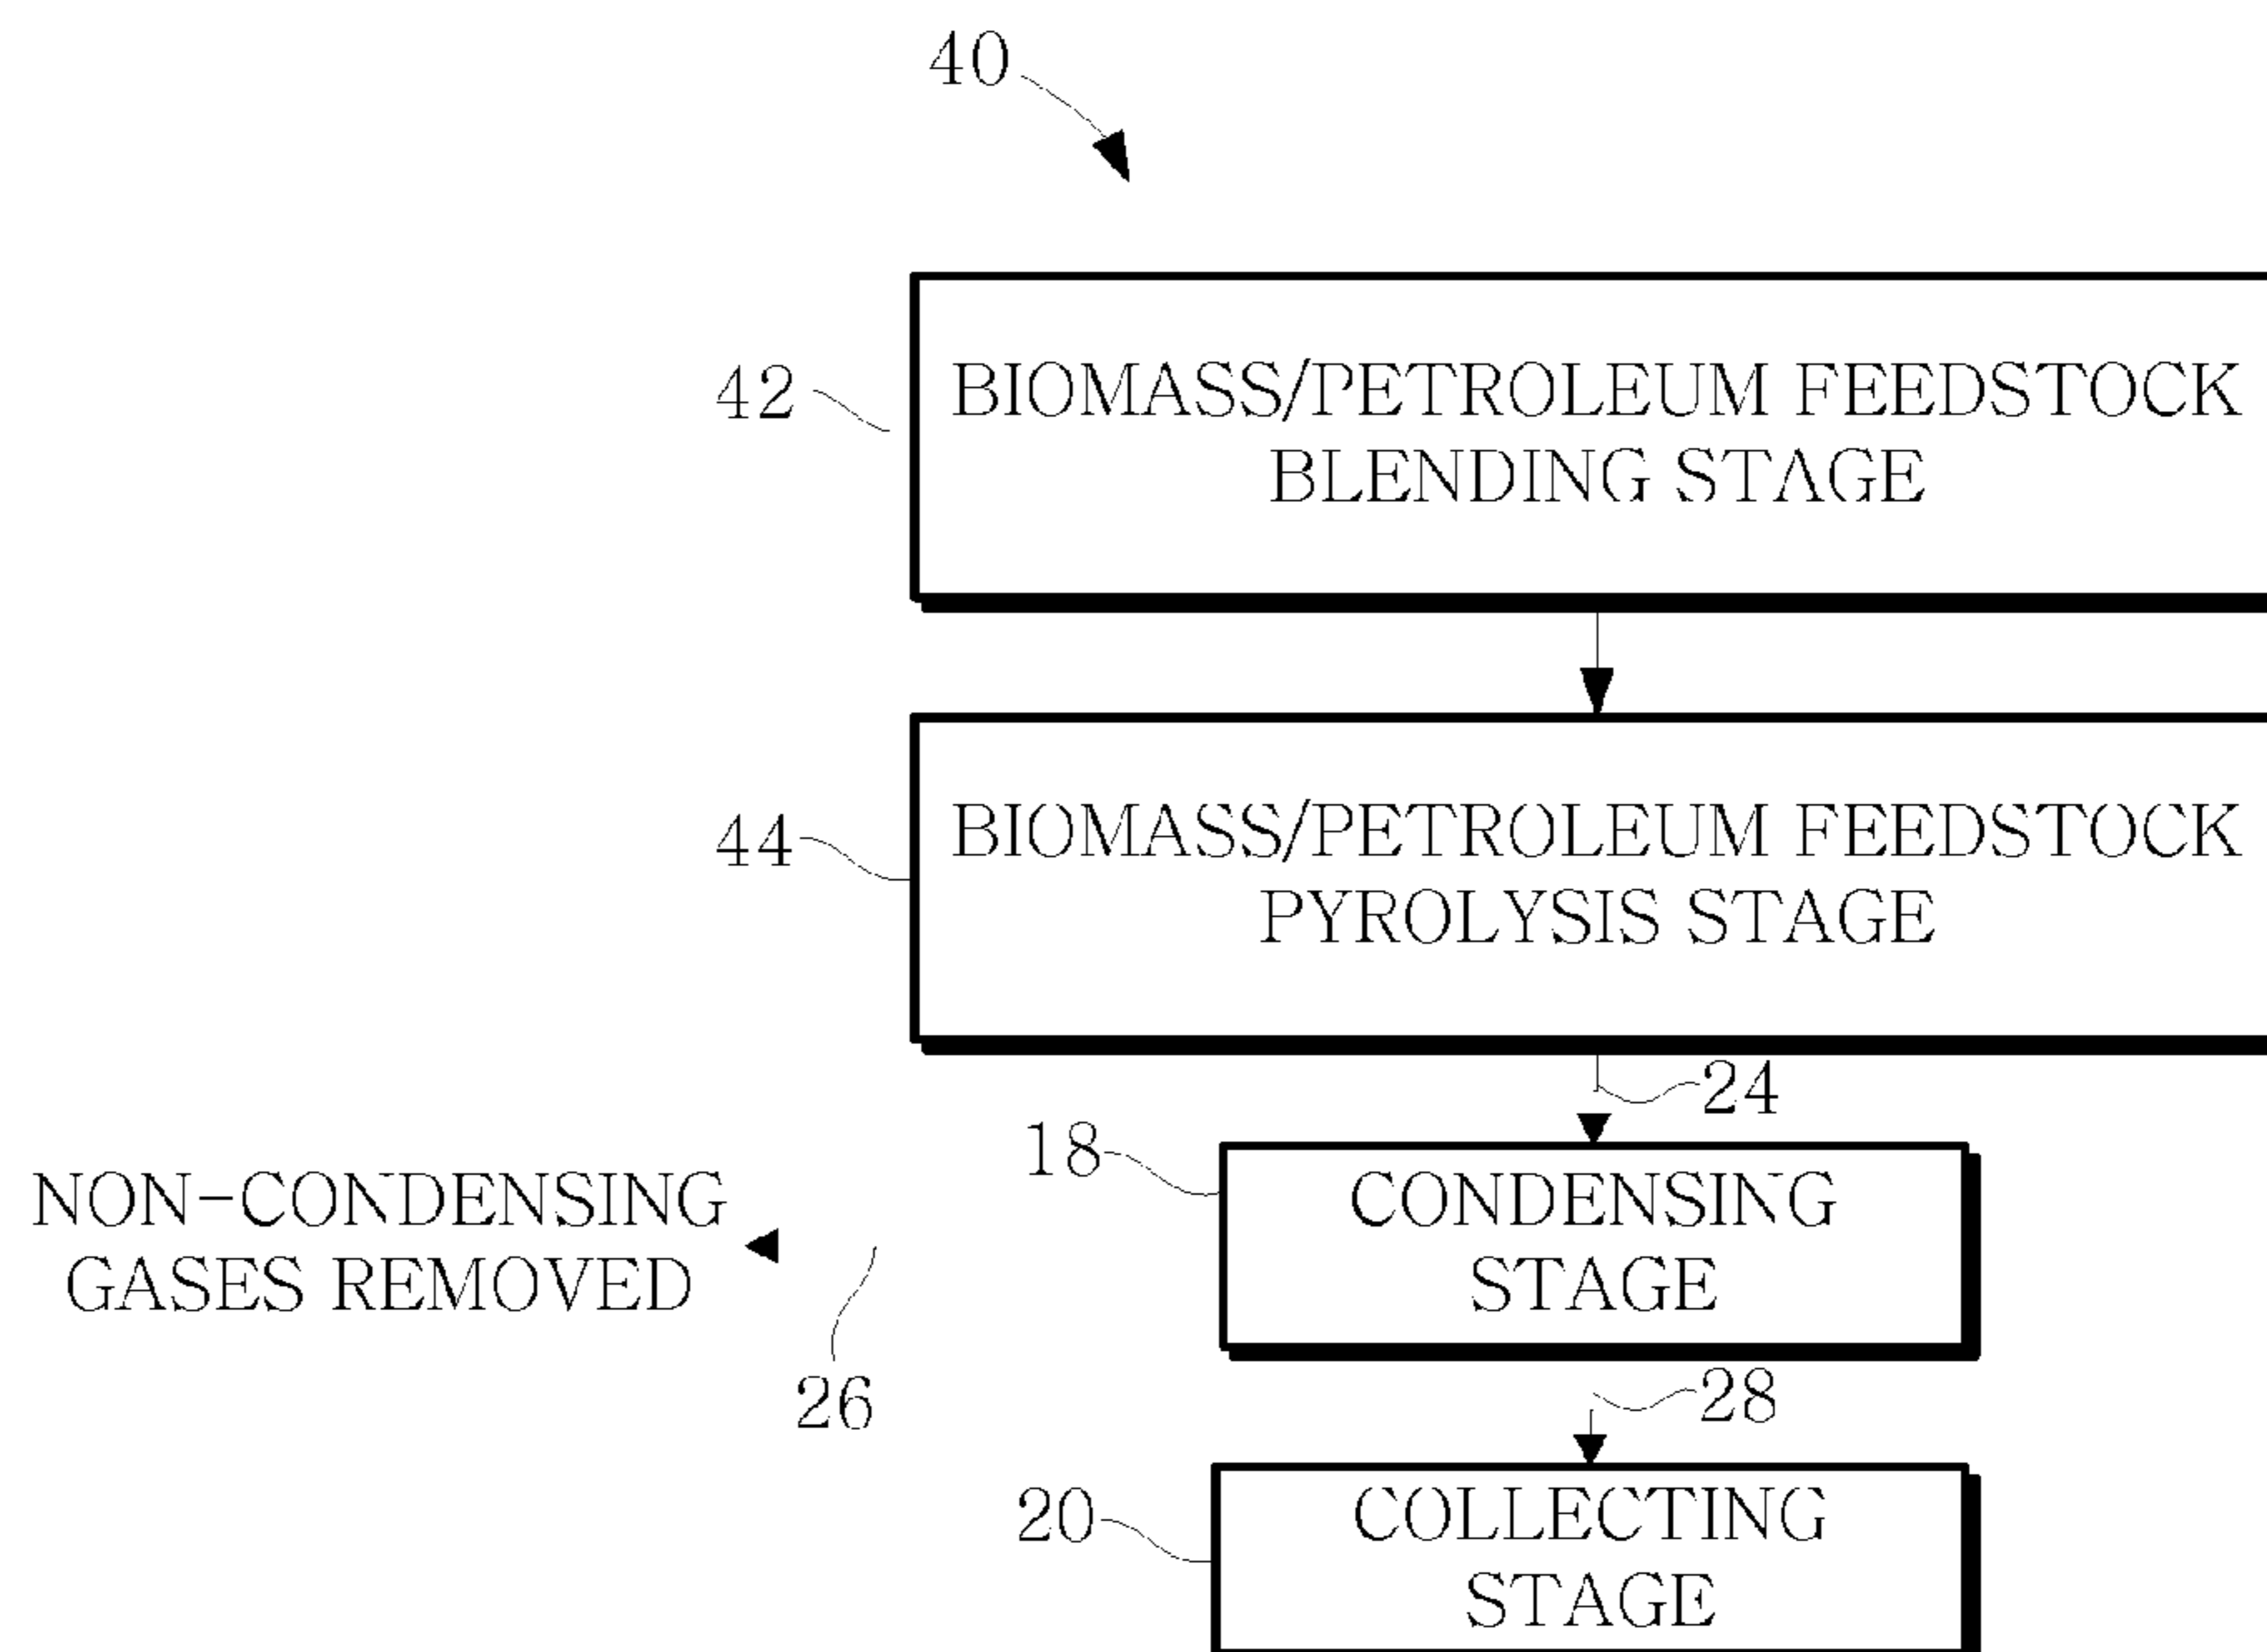 40
42
BIOMASS/PETROLEUM FEEDSTOCK
BLENDING STAGE
44
BIOMASS/PETROLEUM FEEDSTOCK
PYROLYSIS STAGE
24
18
CONDENSING
STAGE
NON-CONDENSING
GASES REMOVED
26
28
20
COLLECTING
STAGE